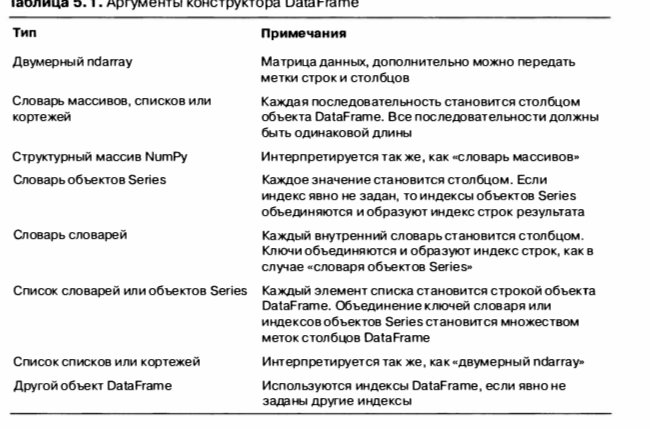 Таблица 5.1. Аргументы конструктора DataFrame
Тип Примечания
Двумерный ndarray Матрица данных, дополнительно можно передать
метки строк и столбцов
Словарь массивов, списков или Каждая последовательность становится столбцом
кортежей объекта DataFrame. Все последовательности должны
быть одинаковой длины
Структурный массив NumPy Интерпретируется так же, как «словарь массивов»
Словарь объектов Series Каждое значение становится столбцом. Если
индекс явно не задан, то индексы объектов Series
объединяются и образуют индекс строк результата
Словарь словарей Каждый внутренний словарь становится столбцом.
Ключи объединяются и образуют индекс строк, как в
случае «словаря объектов Series»
Список словарей или объектов Series Каждый элемент списка становится строкой объекта
DataFrame. Объединение ключей словаря или
индексов объектов Series становится множеством
меток столбцов DataFrame
Список списков или кортежей Интерпретируется так же, как «двумерный ndarray»
Другой объект DataFrame Используются индексы DataFrame, если явно не
заданы другие индексы